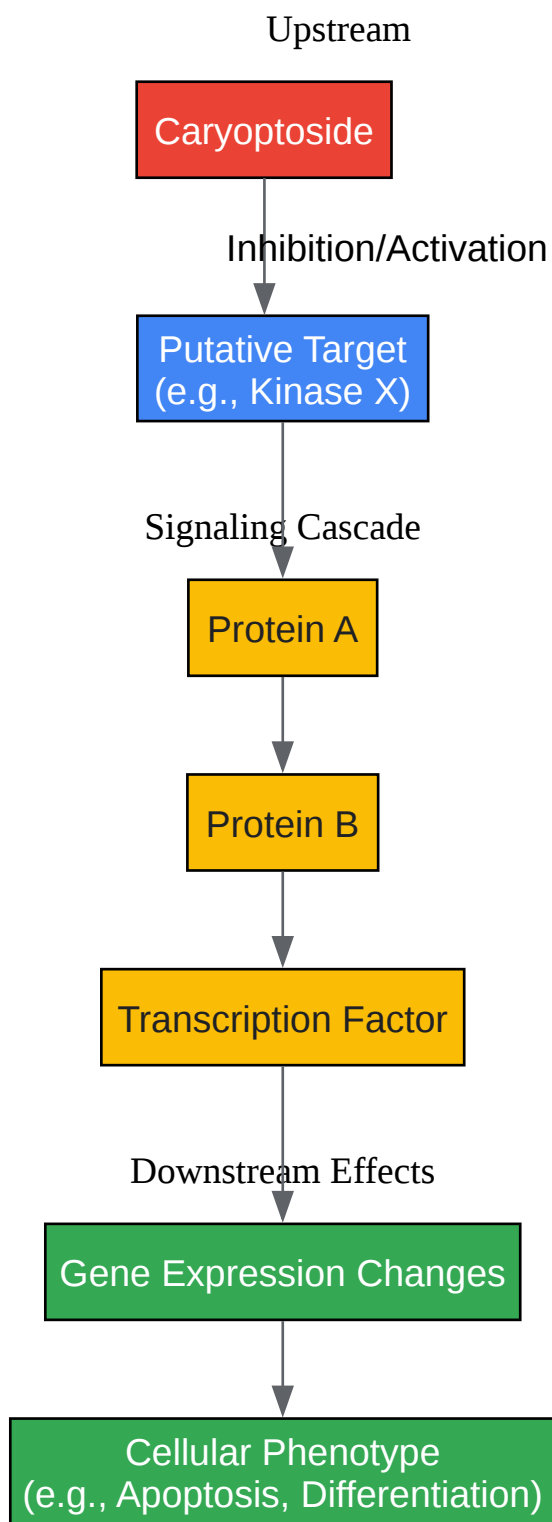 Upstream
Caryoptoside
Inhibition/Activation
Putative Target
(e.g., Kinase X)
Signaling Cascade
Protein A
Protein B
Transcription Factor
Downstream Effects
Gene Expression Changes
Cellular Phenotype
(e.g., Apoptosis, Differentiation)